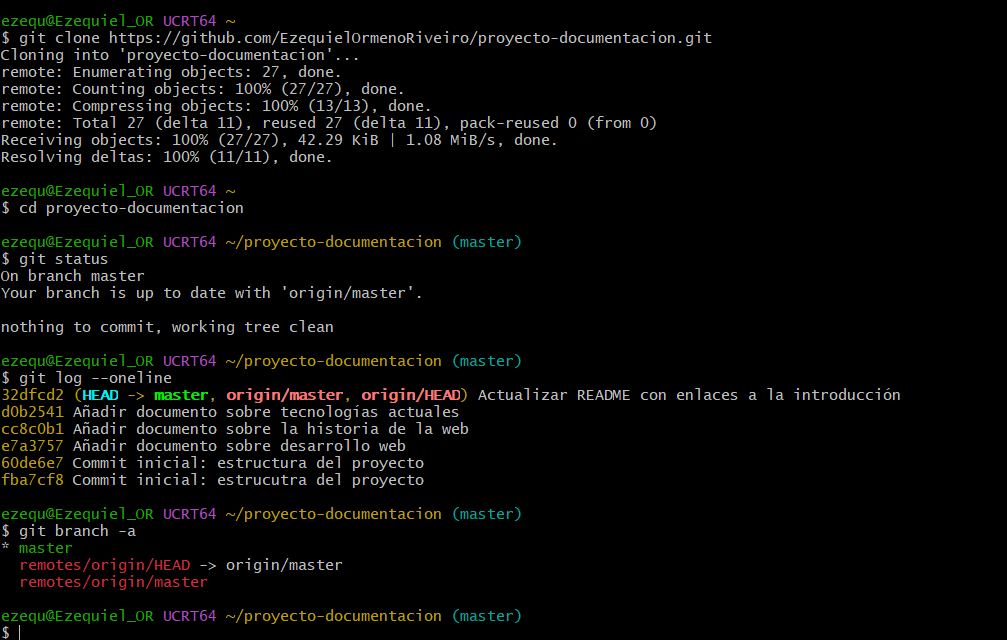 ezequ@Ezequiel_OR UCRT64 ~
$ git clone https://github.com/EzequielOrmenoRiveiro/proyecto-documentacion.git
Cloning into 'proyecto-documentacion'...
remote: Enumerating objects: 27, done.
remote: Counting objects: 100% (27/27), done.
remote: Compressing objects: 100% (13/13), done.
remote: Total 27 (delta 11), reused 27 (delta 11), pack-reused 0 (from 0)
Receiving objects: 100% (27/27), 42.29 KiB | 1.08 MiB/s, done.
Resolving deltas: 100% (11/11), done.
ezequ@Ezequiel_OR UCRT64 ~
$ cd proyecto-documentacion
ezequ@Ezequiel_OR UCRT64 ~/proyecto-documentacion (master)
$ git status
On branch master
Your branch is up to date with 'origin/master'.
nothing to commit, working tree clean
ezequ@Ezequiel_OR UCRT64 ~/proyecto-documentacion (master)
$ git log --oneline
32dfcd2 (HEAD -> master, origin/master, origin/HEAD) Actualizar README con enlaces a la introducción
d0b2541 Añadir documento sobre tecnologías actuales
cc8c0b1 Añadir documento sobre la historia de la web
e7a3757 Añadir documento sobre desarrollo web
60de6e7 Commit inicial: estructura del proyecto
fba7cf8 Commit inicial: estrucutra del proyecto
ezequ@Ezequiel_OR UCRT64 ~/proyecto-documentacion (master)
$ git branch -a
* master
remotes/origin/HEAD -> origin/master
remotes/origin/master
ezequ@Ezequiel_OR UCRT64 ~/proyecto-documentacion (master)
$